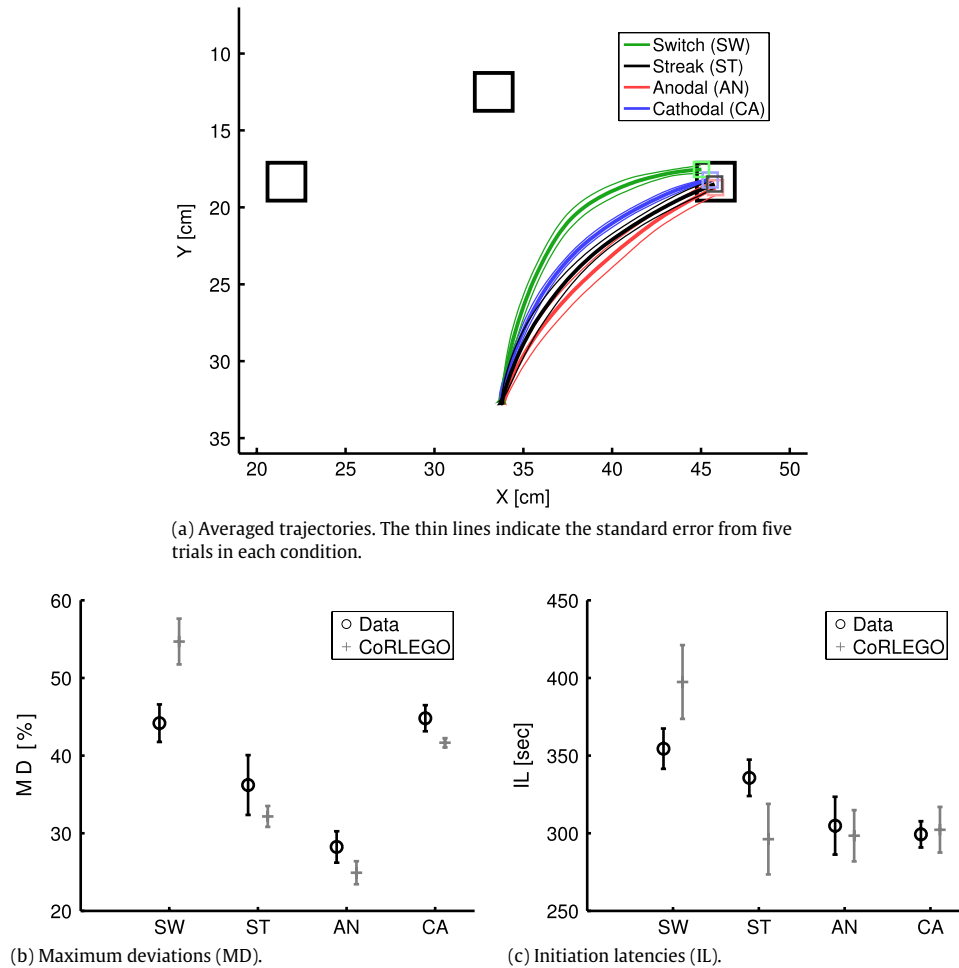 10
15
20
25
30
35
Y [cm]
20 25 30 35 40 45 50
X [cm]
Switch (SW)
Streak (ST)
Anodal (AN)
Cathodal (CA)
(a) Averaged trajectories. The thin lines indicate the standard error from five
trials in each condition.
60
50
40
30
20
MD [%]
Data
CoRLEGO
SW ST AN CA
(b) Maximum deviations (MD).
450
400
350
300
250
IL [sec]
Data
CoRLEGO
SW ST AN CA
(c) Initiation latencies (IL).